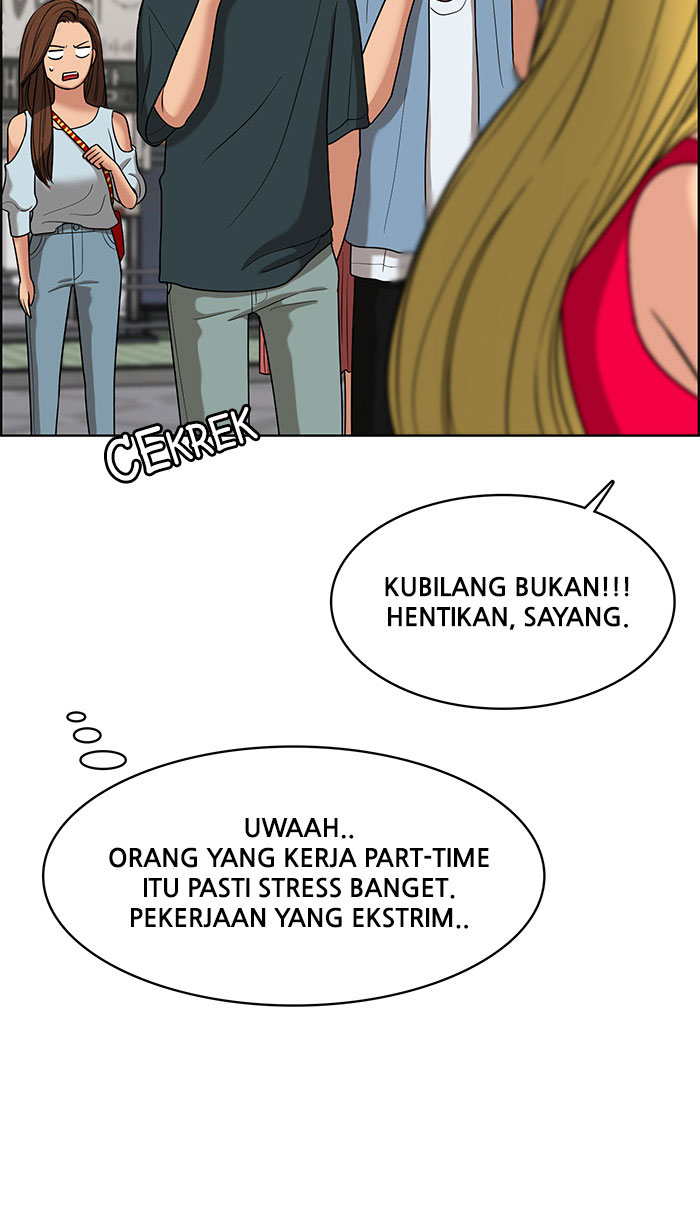 CEKREK
KUBILANG BUKAN!!!
HENTIKAN, SAYANG.
UWAAH..
ORANG YANG KERJA PART-TIME
ITU PASTI STRESS BANGET.
PEKERJAAN YANG EKSTRIM..